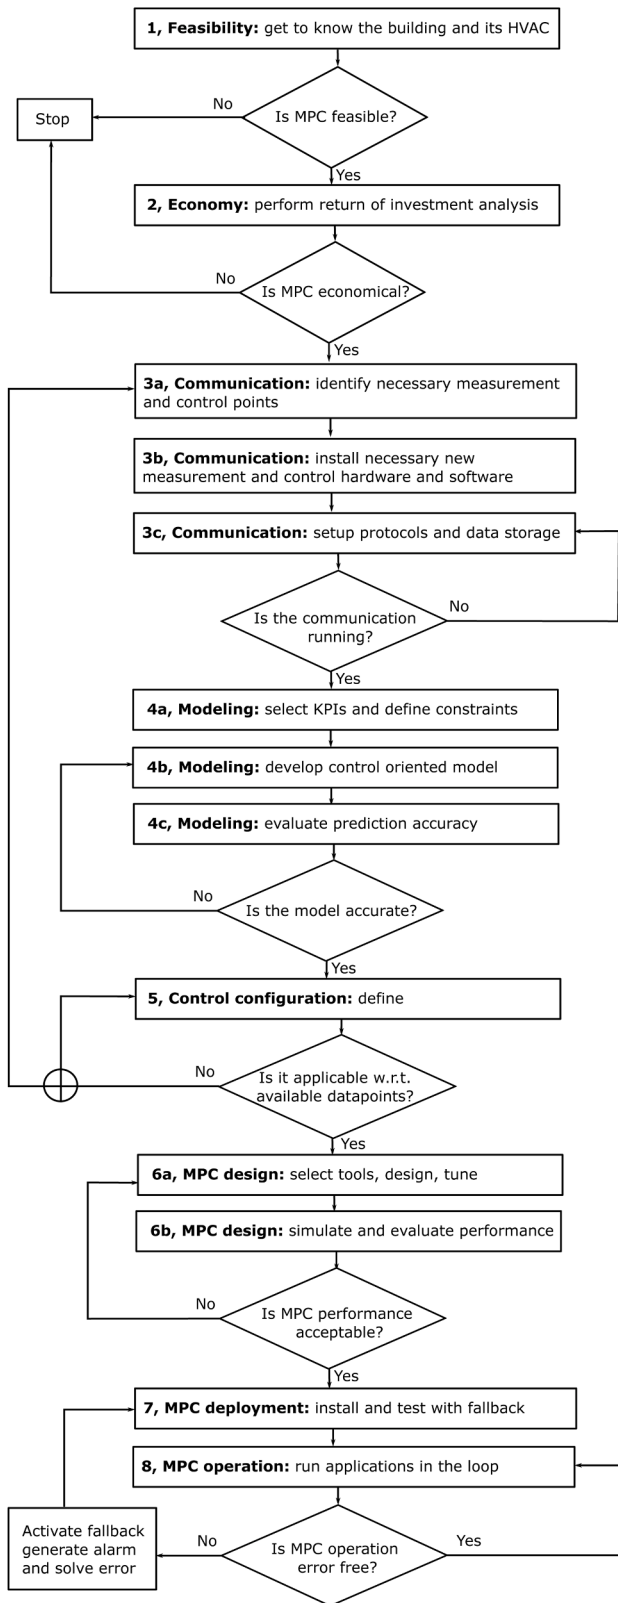 1, Feasibility: get to know the building and its HVAC
Is MPC feasible?
No
Stop
Yes
2, Economy: perform return of investment analysis
Is MPC economical?
No
Yes
3a, Communication: identify necessary measurement
and control points
3b, Communication: install necessary new
measurement and control hardware and software
3c, Communication: setup protocols and data storage
Is the communication
running?
No
Yes
4a, Modeling: select KPIs and define constraints
4b, Modeling: develop control oriented model
4c, Modeling: evaluate prediction accuracy
No
Is the model accurate?
Yes
5, Control configuration: define
No
Is it applicable w.r.t.
available datapoints?
Yes
6a, MPC design: select tools, design, tune
6b, MPC design: simulate and evaluate performance
No
Is MPC performance
acceptable?
Yes
7, MPC deployment: install and test with fallback
8, MPC operation: run applications in the loop
Activate fallback
generate alarm
and solve error
No
Is MPC operation
error free?
Yes